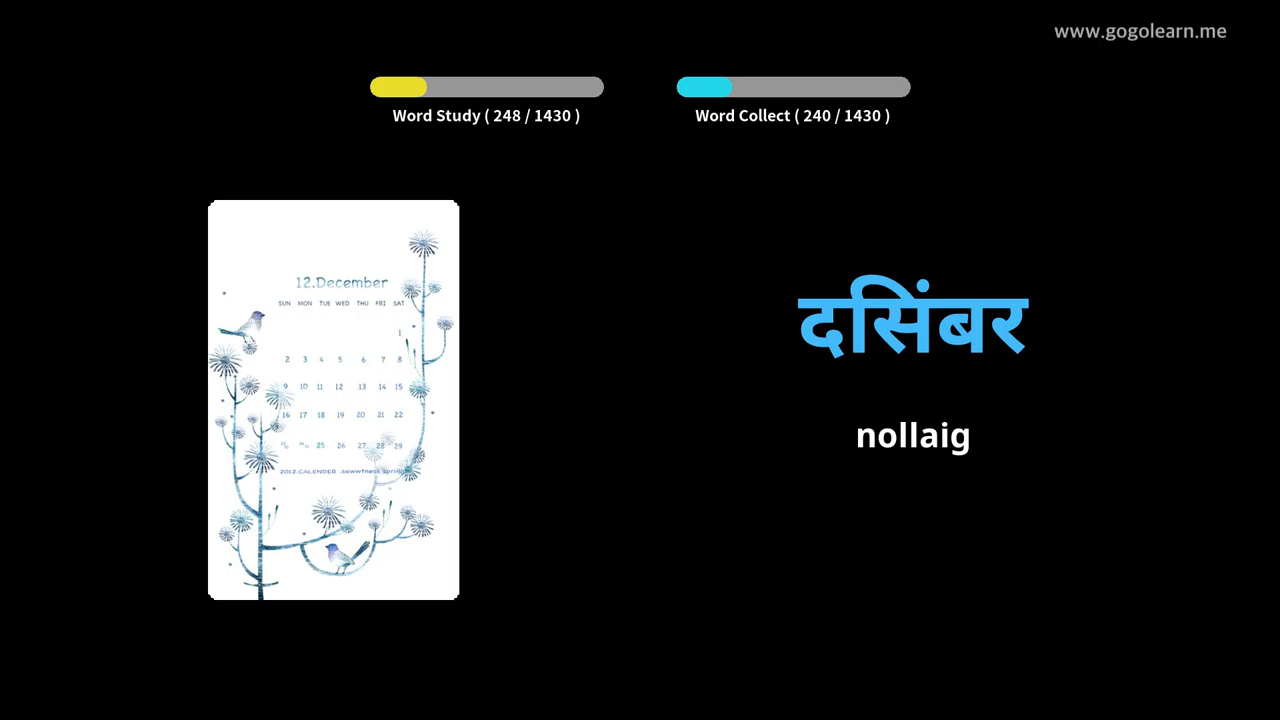 www.gogolearn.me
Word Study ( 248 / 1430 )
Word Collect ( 240 / 1430 )
12.December
SUN MON TUE WED THU FRI SAT
1
2 3 4 5 6 7 8
9 10 11 12 13 14 15
16 17 18 19 20 21 22
25 26 27 28 29
2012.CALENDER
दिसंबर
nollaig